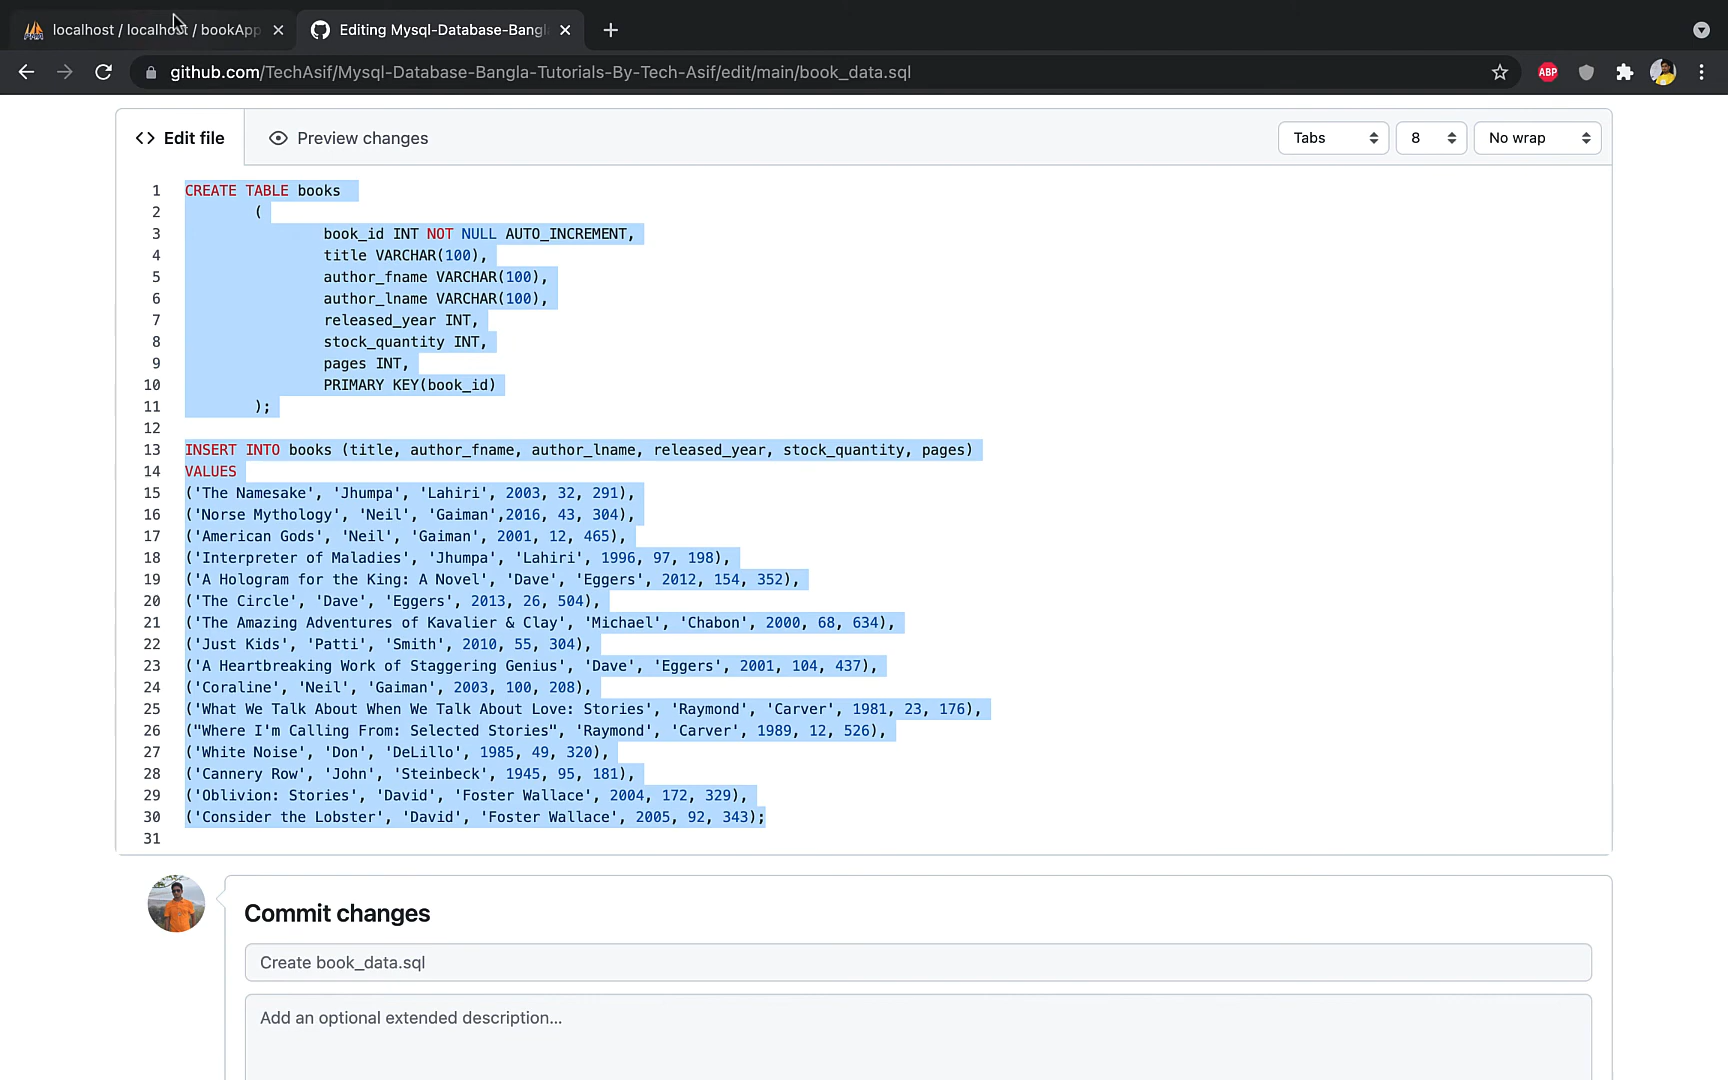 localhost / localhost / bookApp
Editing Mysql-Database-Bangl
github.com/TechAsif/Mysql-Database-Bangla-Tutorials-By-Tech-Asif/edit/main/book_data.sql
ABP
<> Edit file
Preview changes
Tabs
8
No wrap
1 CREATE TABLE books
2 (
3 book_id INT NOT NULL AUTO_INCREMENT,
4 title VARCHAR(100),
5 author_fname VARCHAR(100),
6 author_lname VARCHAR(100),
7 released_year INT,
8 stock_quantity INT,
9 pages INT,
10 PRIMARY KEY(book_id)
11 );
12
13 INSERT INTO books (title, author_fname, author_lname, released_year, stock_quantity, pages)
14 VALUES
15 ('The Namesake', 'Jhumpa', 'Lahiri', 2003, 32, 291),
16 ('Norse Mythology', 'Neil', 'Gaiman',2016, 43, 304),
17 ('American Gods', 'Neil', 'Gaiman', 2001, 12, 465),
18 ('Interpreter of Maladies', 'Jhumpa', 'Lahiri', 1996, 97, 198),
19 ('A Hologram for the King: A Novel', 'Dave', 'Eggers', 2012, 154, 352),
20 ('The Circle', 'Dave', 'Eggers', 2013, 26, 504),
21 ('The Amazing Adventures of Kavalier & Clay', 'Michael', 'Chabon', 2000, 68, 634),
22 ('Just Kids', 'Patti', 'Smith', 2010, 55, 304),
23 ('A Heartbreaking Work of Staggering Genius', 'Dave', 'Eggers', 2001, 104, 437),
24 ('Coraline', 'Neil', 'Gaiman', 2003, 100, 208),
25 ('What We Talk About When We Talk About Love: Stories', 'Raymond', 'Carver', 1981, 23, 176),
26 ("Where I'm Calling From: Selected Stories", 'Raymond', 'Carver', 1989, 12, 526),
27 ('White Noise', 'Don', 'DeLillo', 1985, 49, 320),
28 ('Cannery Row', 'John', 'Steinbeck', 1945, 95, 181),
29 ('Oblivion: Stories', 'David', 'Foster Wallace', 2004, 172, 329),
30 ('Consider the Lobster', 'David', 'Foster Wallace', 2005, 92, 343);
31
Commit changes
Create book_data.sql
Add an optional extended description...